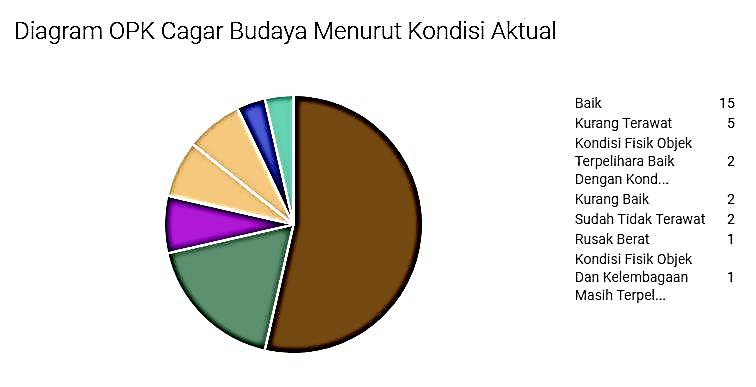 Diagram OPK Cagar Budaya Menurut Kondisi Aktual
Baik 15
Kurang Terawat 5
Kondisi Fisik Objek
Terpelihara Baik 2
Dengan Kond...
Kurang Baik 2
Sudah Tidak Terawat 2
Rusak Berat 1
Kondisi Fisik Objek
Dan Kelembagaan 1
Masih Terpel...